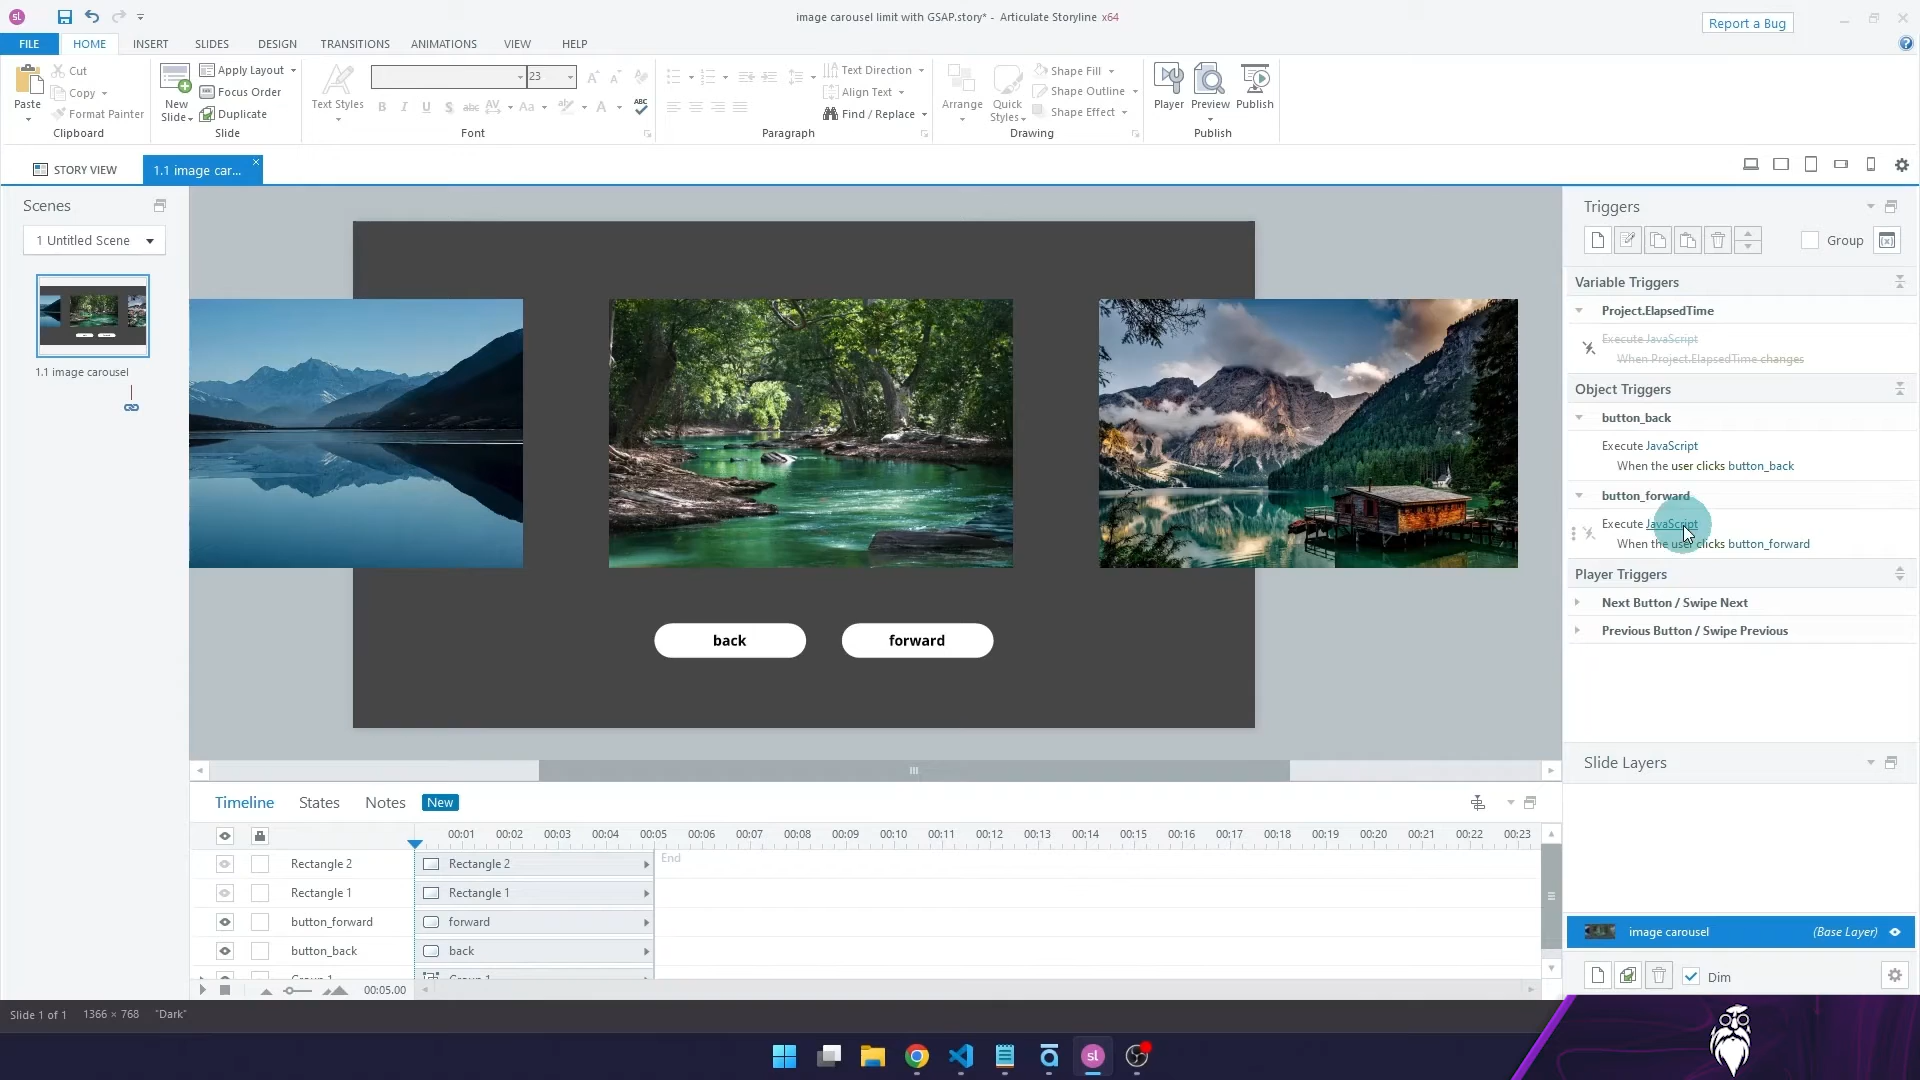 sl
image carousel limit with GSAP.story* - Articulate Storyline x64
Report a Bug
FILE
HOME
INSERT
SLIDES
DESIGN
TRANSITIONS
ANIMATIONS
VIEW
HELP
Paste
Cut
Copy
Format Painter
Clipboard
New Slide
Apply Layout
Focus Order
Duplicate
Slide
Text Styles
23
B I U S abc AV Aa A ABC
Font
Text Direction
Align Text
Find / Replace
Paragraph
Arrange
Quick Styles
Shape Fill
Shape Outline
Shape Effect
Drawing
Player
Preview
Publish
Publish
STORY VIEW
1.1 image car...
Scenes
1 Untitled Scene
1.1 image carousel
back
forward
Triggers
Group
Variable Triggers
Project.ElapsedTime
Execute JavaScript
When Project.ElapsedTime changes
Object Triggers
button_back
Execute JavaScript
When the user clicks button_back
button_forward
Execute JavaScript
When the user clicks button_forward
Player Triggers
Next Button / Swipe Next
Previous Button / Swipe Previous
Slide Layers
image carousel (Base Layer)
Dim
Timeline
States
Notes
New
00:01 00:02 00:03 00:04 00:05 00:06 00:07 00:08 00:09 00:10 00:11 00:12 00:13 00:14 00:15 00:16 00:17 00:18 00:19 00:20 00:21 00:22 00:23
Rectangle 2 Rectangle 2 End
Rectangle 1 Rectangle 1
button_forward forward
button_back back
Group 1 Group 1
00:05.00
Slide 1 of 1 1366 × 768 "Dark"
sl